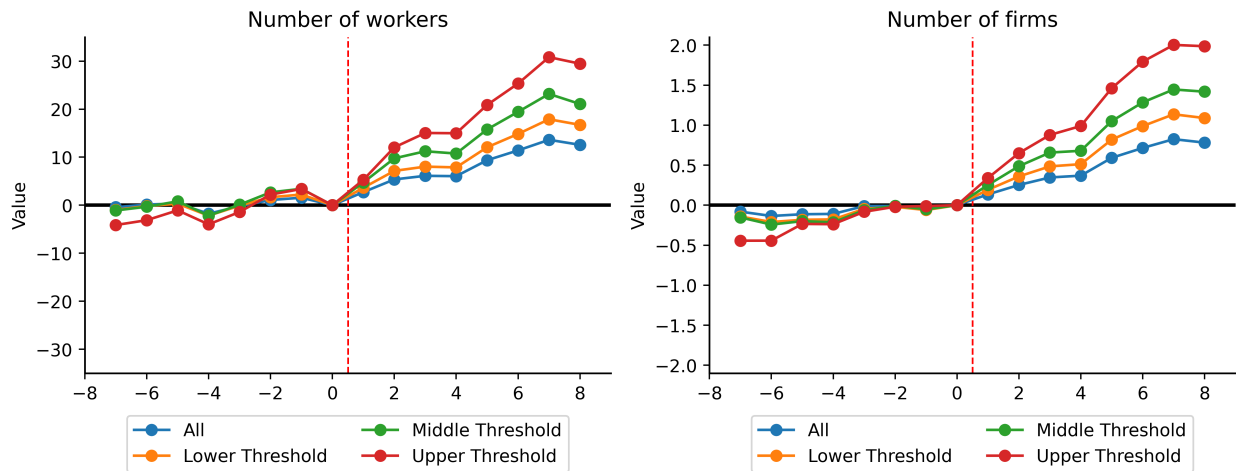 Number of workers
Value
30
20
10
0
−10
−20
−30
−8 −6 −4 −2 0 2 4 6 8
All Middle Threshold
Lower Threshold Upper Threshold
Number of firms
Value
2.0
1.5
1.0
0.5
0.0
−0.5
−1.0
−1.5
−2.0
−8 −6 −4 −2 0 2 4 6 8
All Middle Threshold
Lower Threshold Upper Threshold